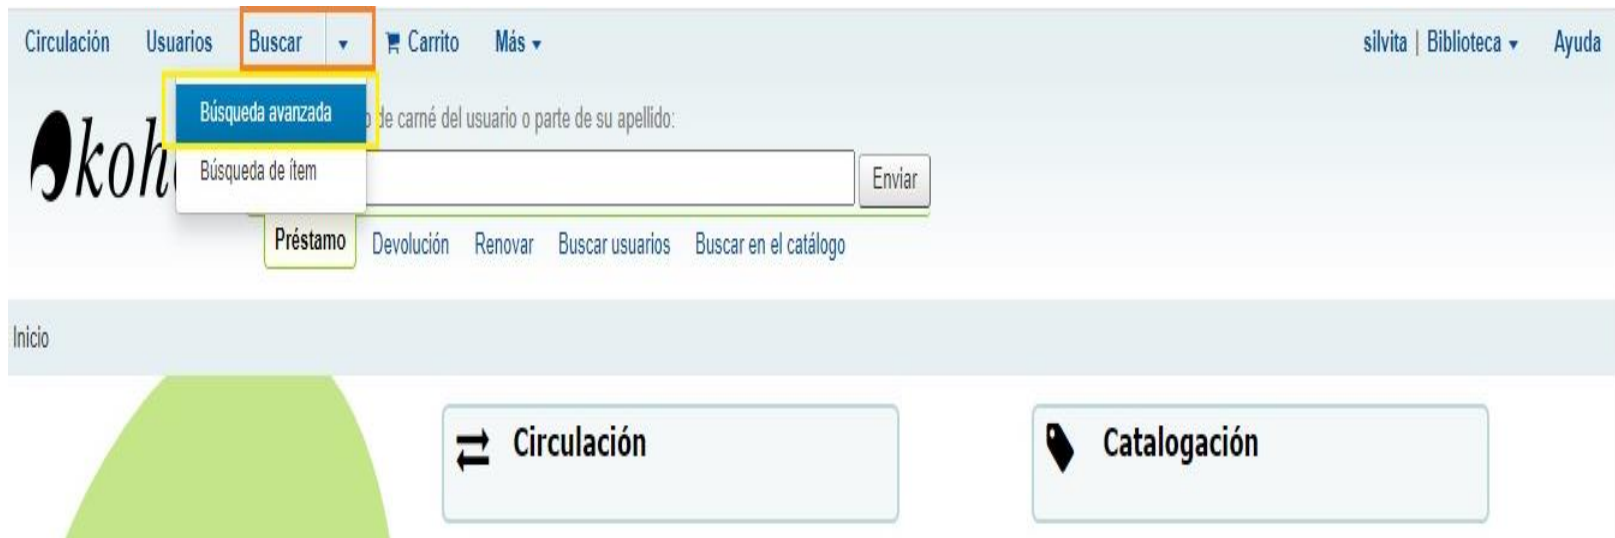 Circulación Usuarios Buscar Carrito Más silvita | Biblioteca Ayuda
Búsqueda avanzada
de carné del usuario o parte de su apellido:
koh
Búsqueda de ítem
Enviar
Préstamo Devolución Renovar Buscar usuarios Buscar en el catálogo
Inicio
Circulación Catalogación